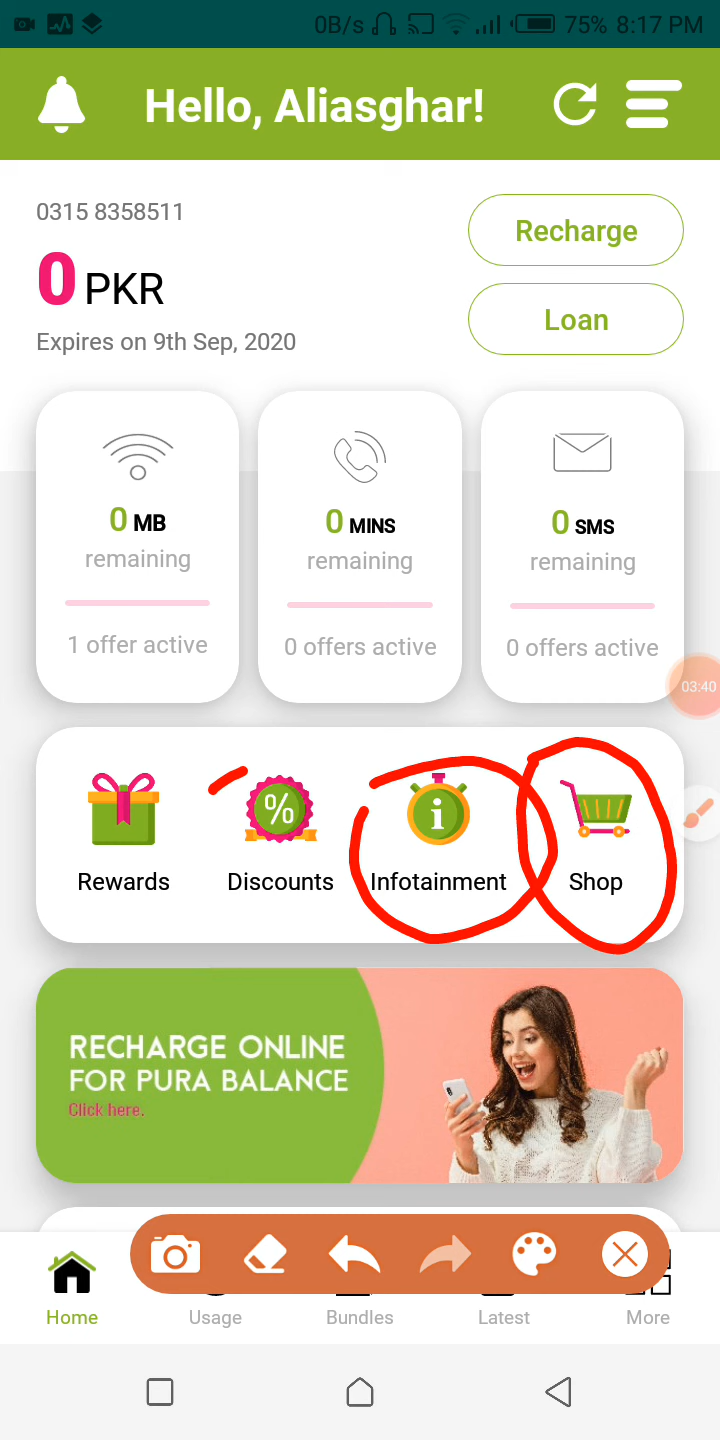 0B/s 75% 8:17 PM
Hello, Aliasghar!
0315 8358511
0 PKR
Expires on 9th Sep, 2020
Recharge
Loan
0 MB
remaining
1 offer active
0 MINS
remaining
0 offers active
0 SMS
remaining
0 offers active
03:40
Rewards
Discounts
Infotainment
Shop
RECHARGE ONLINE
FOR PURA BALANCE
Click here.
Home
Usage
Bundles
Latest
More